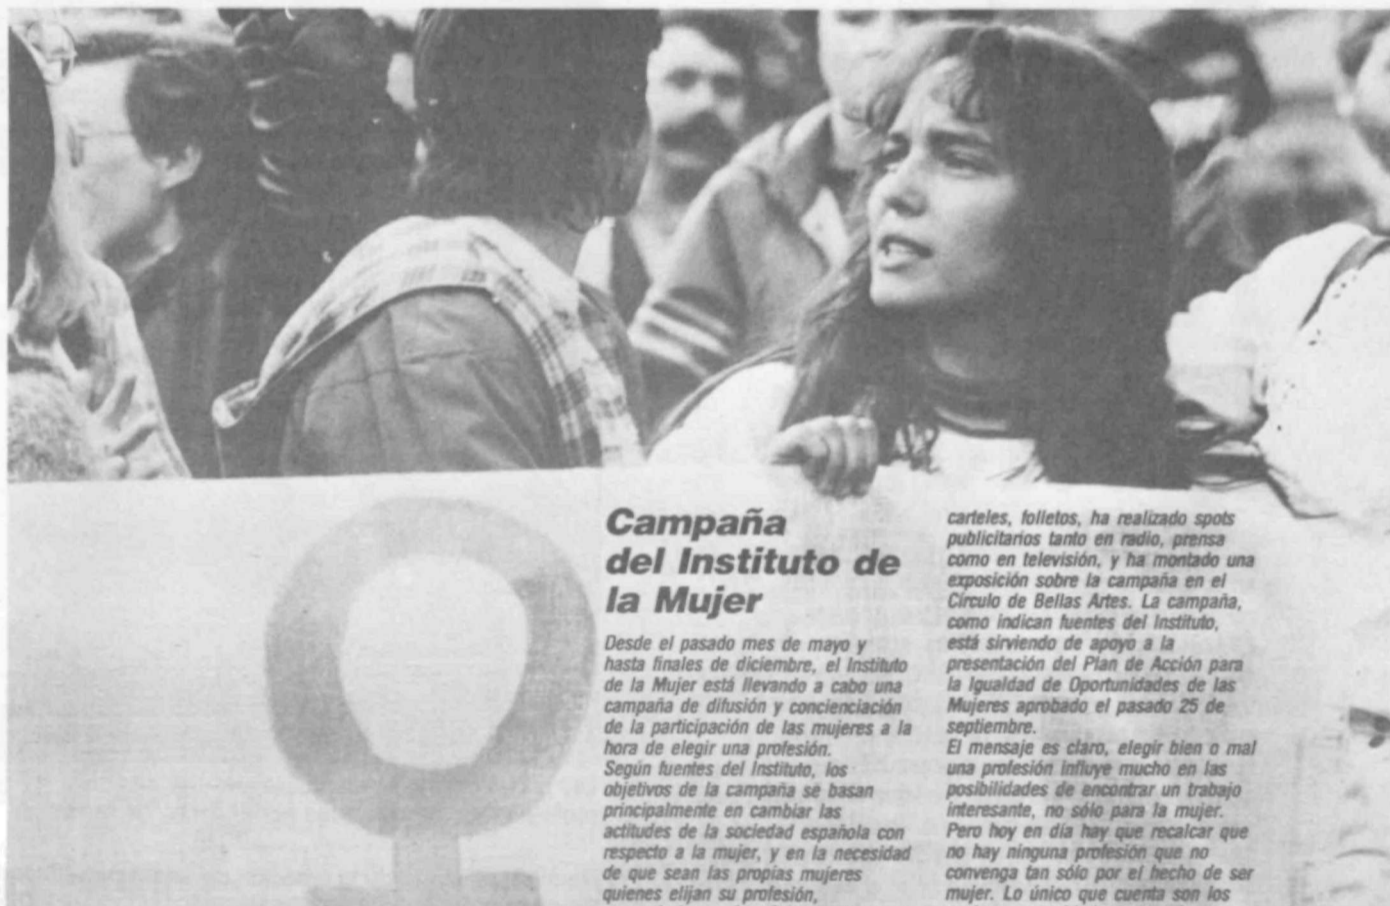 Campaña
del Instituto de
la Mujer
Desde el pasado mes de mayo y
hasta finales de diciembre, el Instituto
de la Mujer está llevando a cabo una
campaña de difusión y concienciación
de la participación de las mujeres a la
hora de elegir una profesión.
Según fuentes del Instituto, los
objetivos de la campaña se basan
principalmente en cambiar las
actitudes de la sociedad española con
respecto a la mujer, y en la necesidad
de que sean las propias mujeres
quienes elijan su profesión,
carteles, folletos, ha realizado spots
publicitarios tanto en radio, prensa
como en televisión, y ha montado una
exposición sobre la campaña en el
Círculo de Bellas Artes. La campaña,
como indican fuentes del Instituto,
está sirviendo de apoyo a la
presentación del Plan de Acción para
la Igualdad de Oportunidades de las
Mujeres aprobado el pasado 25 de
septiembre.
El mensaje es claro, elegir bien o mal
una profesión influye mucho en las
posibilidades de encontrar un trabajo
interesante, no sólo para la mujer.
Pero hoy en día hay que recalcar que
no hay ninguna profesión que no
convenga tan sólo por el hecho de ser
mujer. Lo único que cuenta son los